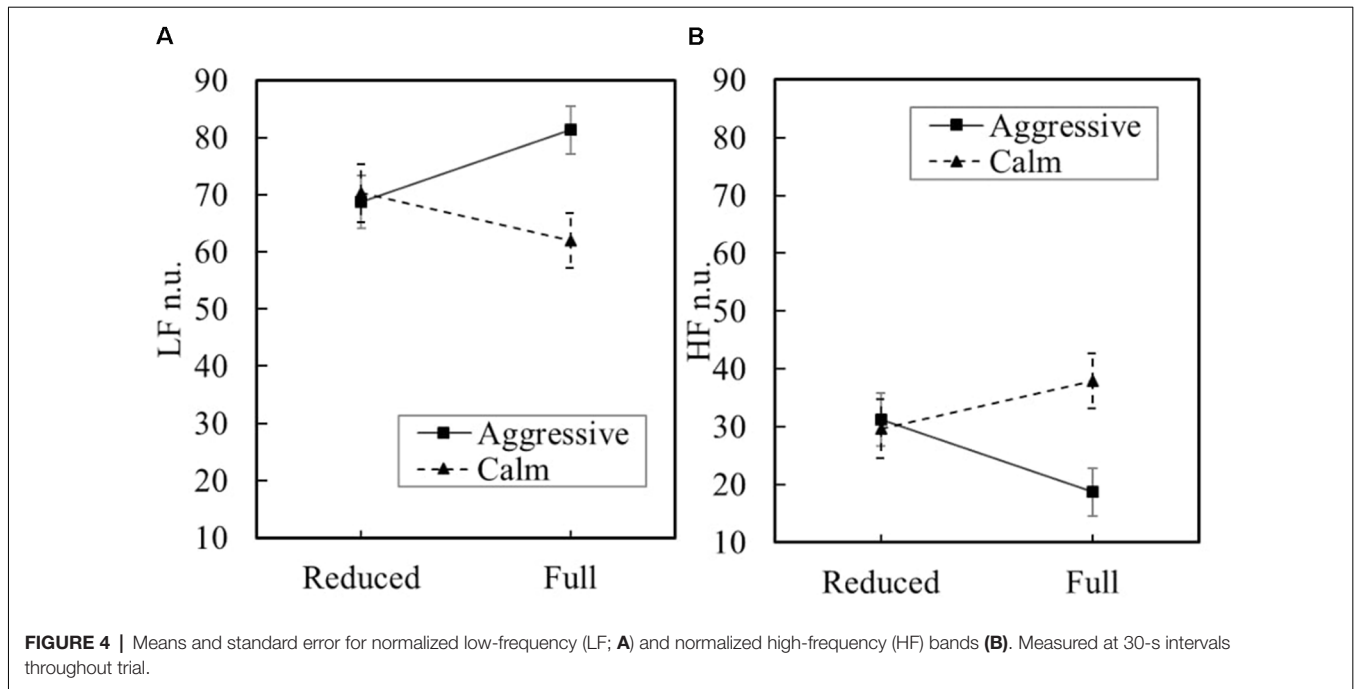 A
B
90
80
70
60
50
40
30
20
10
LF n.u.
Aggressive
Calm
Reduced Full
90
80
70
60
50
40
30
20
10
HF n.u.
Aggressive
Calm
Reduced Full
FIGURE 4 | Means and standard error for normalized low-frequency (LF; A) and normalized high-frequency (HF) bands (B). Measured at 30-s intervals
throughout trial.